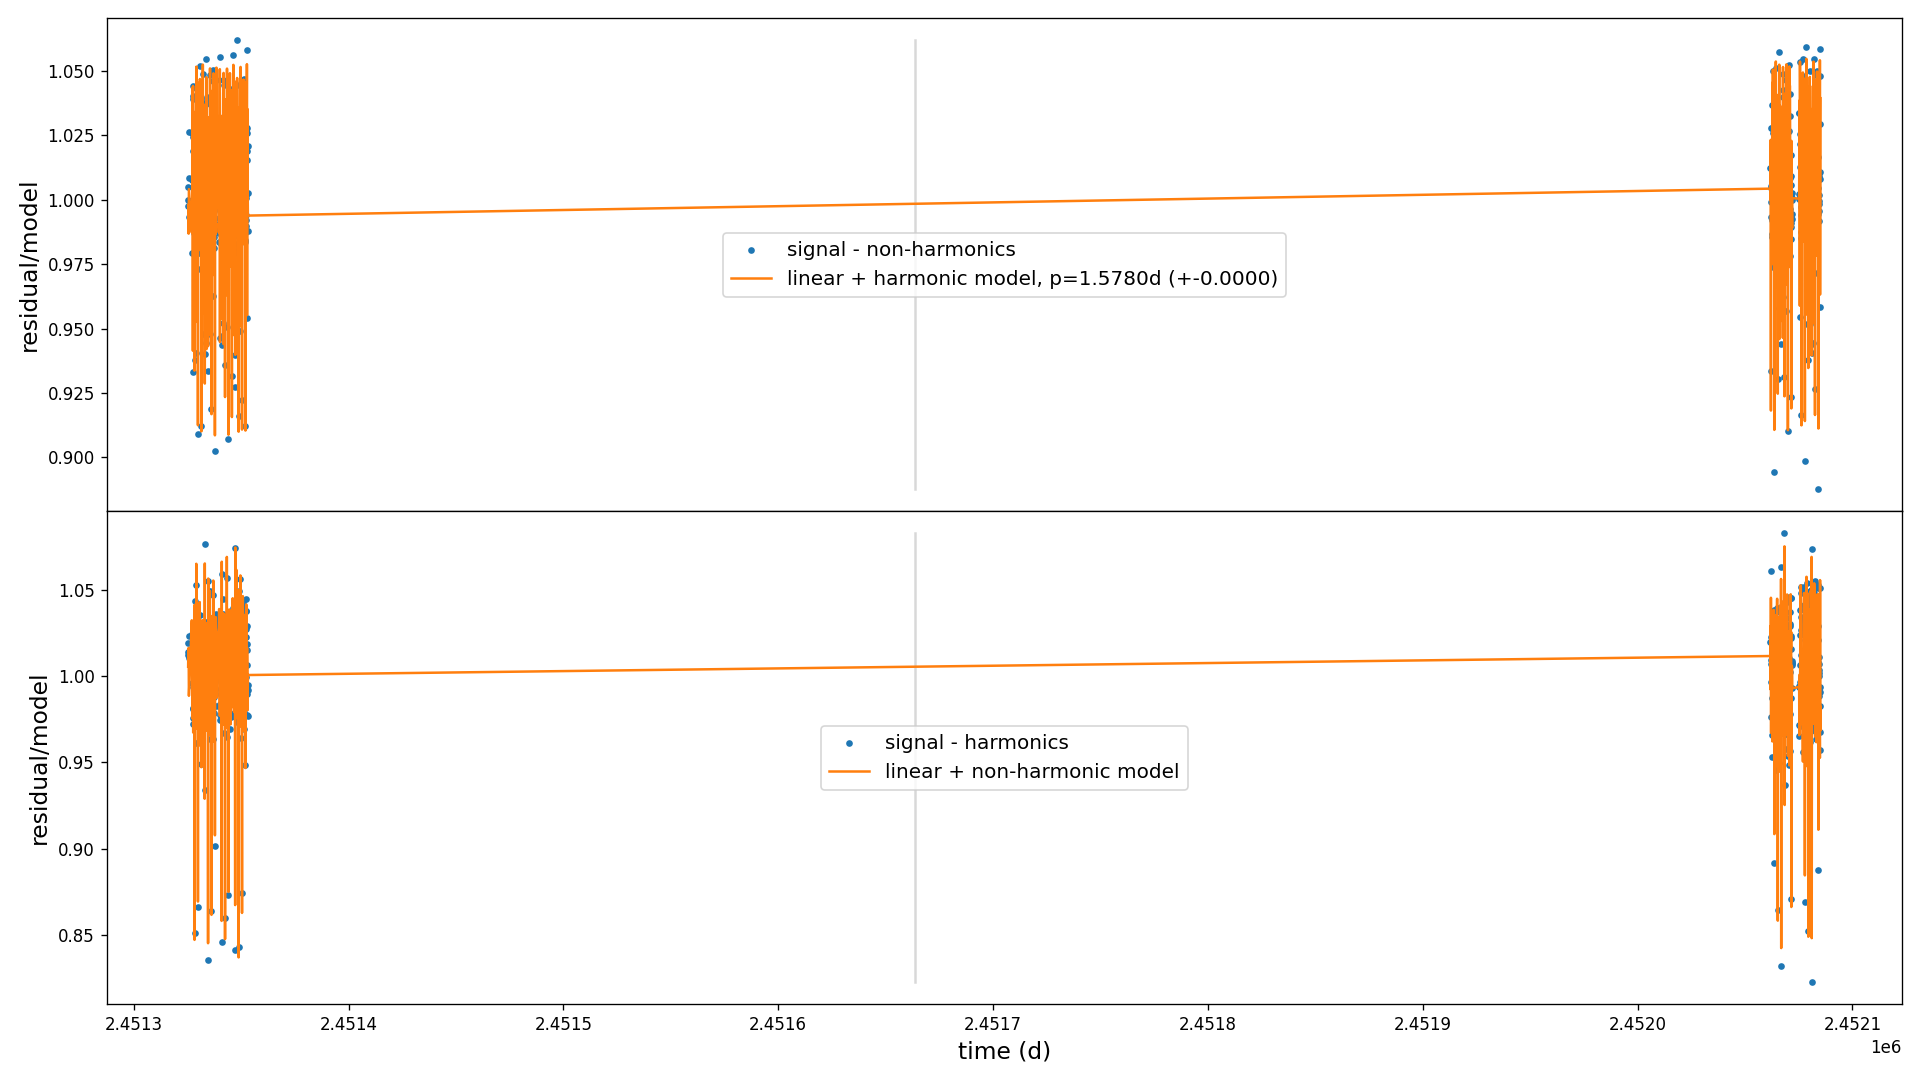 1.050
1.025
1.000
0.975
0.950
0.925
0.900
residual/model
signal - non-harmonics
linear + harmonic model, p=1.5780d (+-0.0000)
1.05
1.00
0.95
0.90
0.85
residual/model
signal - harmonics
linear + non-harmonic model
2.4513 2.4514 2.4515 2.4516 2.4517 2.4518 2.4519 2.4520 2.4521
1e6
time (d)